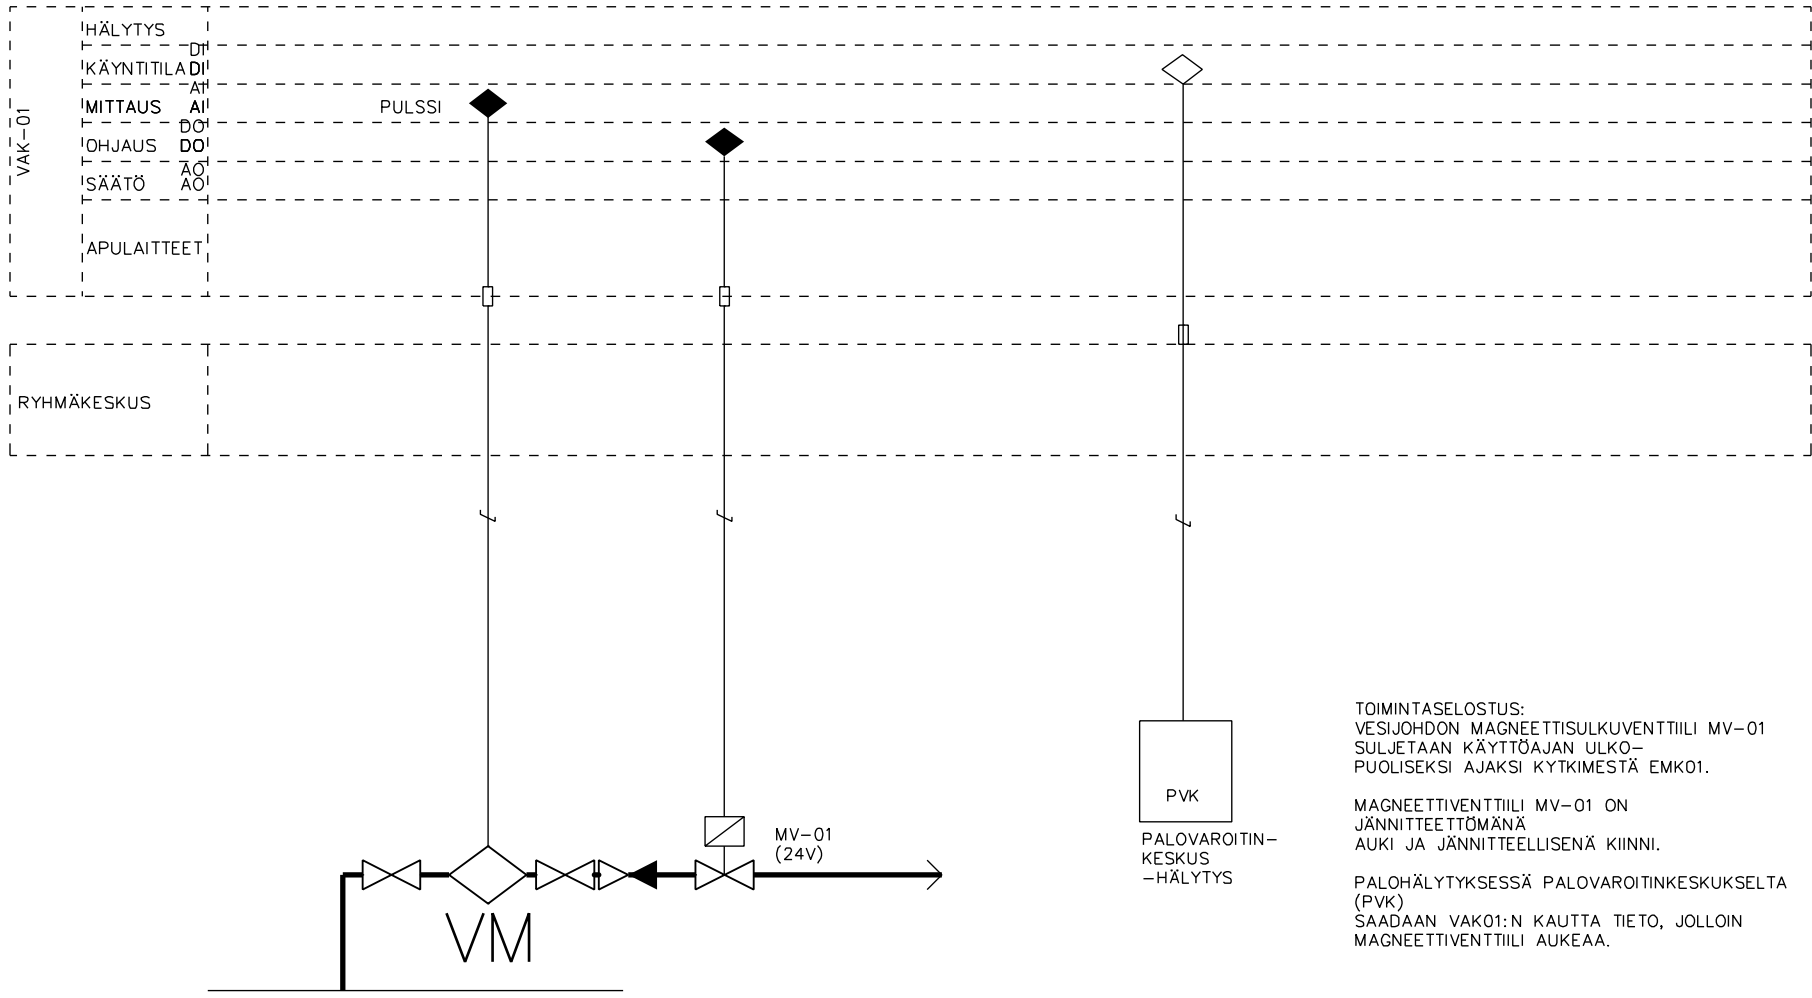 VAK-01
HÄLYTYS
DI
KÄYNTITILA DI
AI
MITTAUS AI
DO
OHJAUS DO
AO
SÄÄTÖ AO
APULAITTEET
PULSSI
RYHMÄKESKUS
MV-01
(24V)
VM
PVK
PALOVAROITIN-
KESKUS
-HÄLYTYS
TOIMINTASELOSTUS:
VESIJOHDON MAGNEETTISULKUVENTTIILI MV-01
SULJETAAN KÄYTTÖAJAN ULKO-
PUOLISEKSI AJAKSI KYTKIMESTÄ EMK01.
MAGNEETTIVENTTIILI MV-01 ON
JÄNNITTEETTÖMÄNÄ
AUKI JA JÄNNITTEELLISENÄ KIINNI.
PALOHÄLYTYKSESSÄ PALOVAROITINKESKUKSELTA
(PVK)
SAADAAN VAK01:N KAUTTA TIETO, JOLLOIN
MAGNEETTIVENTTIILI AUKEAA.